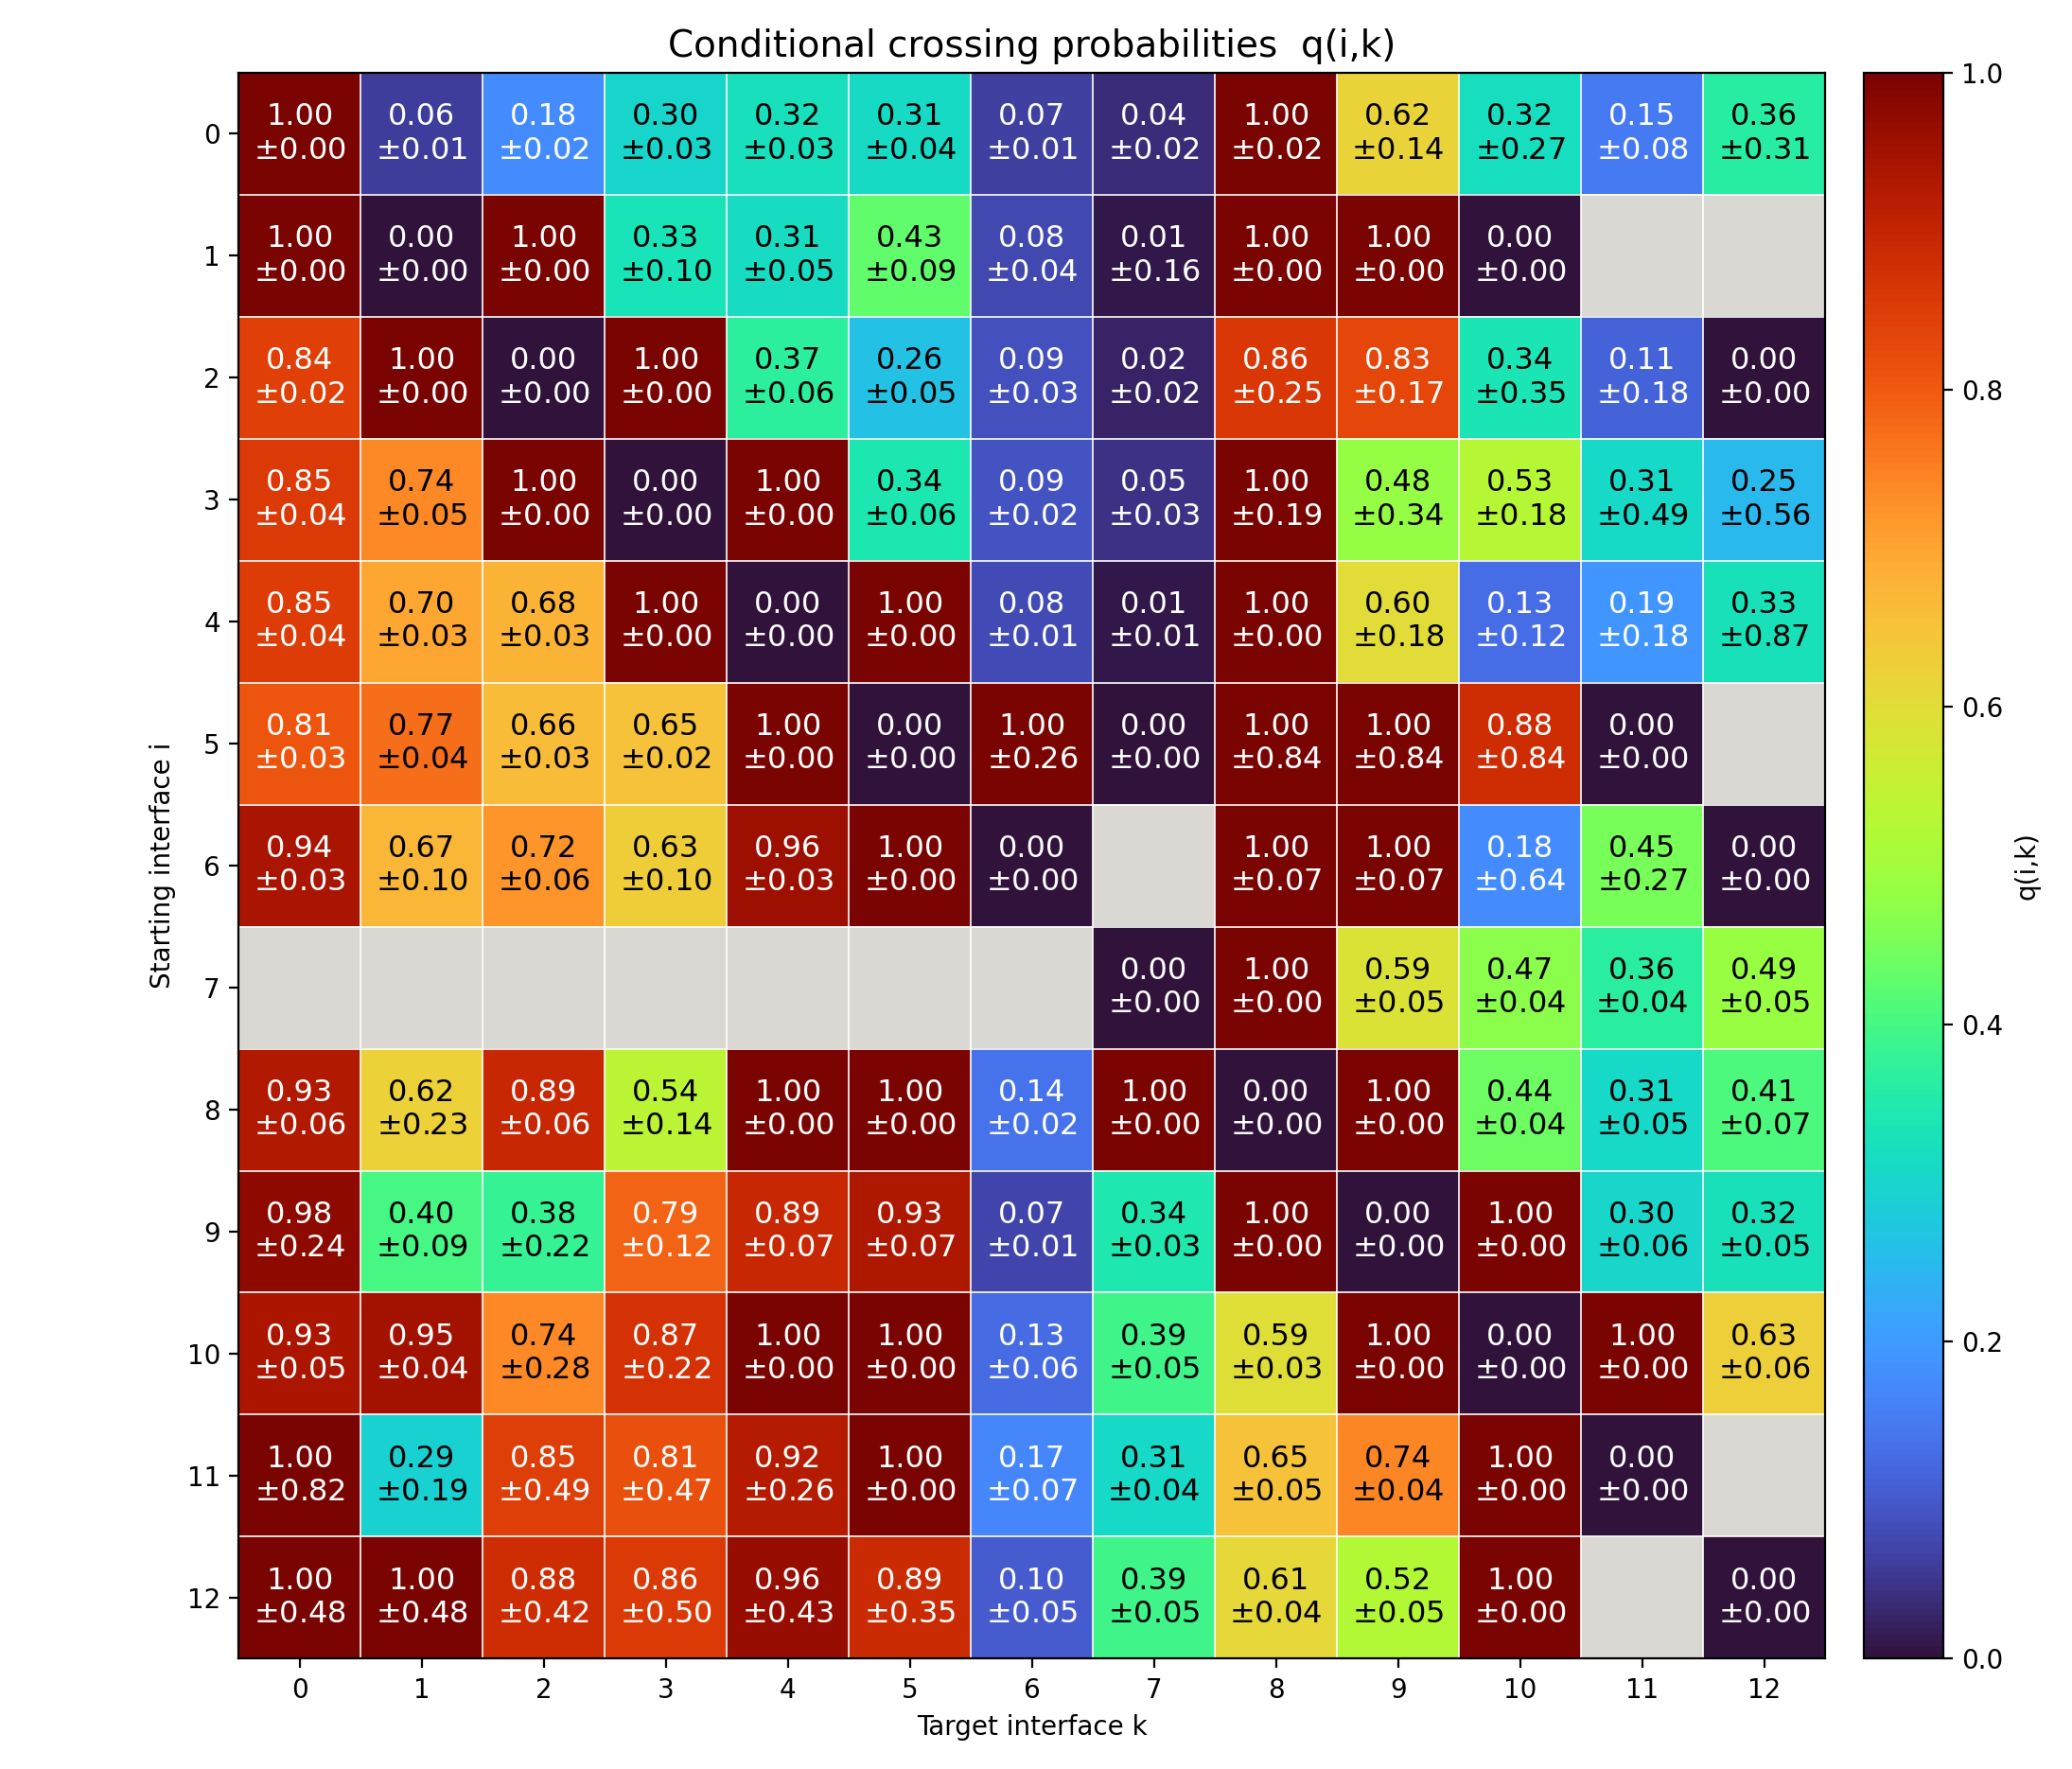 Conditional crossing probabilities  q(i,k)
1.00 0.06 0.18 0.30 0.32 0.31 0.07 0.04 1.00 0.62 0.32 0.15 0.36
0 ±0.00 ±0.01 ±0.02 ±0.03 ±0.03 ±0.04 ±0.01 ±0.02 ±0.02 ±0.14 ±0.27 ±0.08 ±0.31
1.00 0.00 1.00 0.33 0.31 0.43 0.08 0.01 1.00 1.00 0.00
1 ±0.00 ±0.00 ±0.00 ±0.10 ±0.05 ±0.09 ±0.04 ±0.16 ±0.00 ±0.00 ±0.00
0.84 1.00 0.00 1.00 0.37 0.26 0.09 0.02 0.86 0.83 0.34 0.11 0.00
2 ±0.02 ±0.00 ±0.00 ±0.00 ±0.06 ±0.05 ±0.03 ±0.02 ±0.25 ±0.17 ±0.35 ±0.18 ±0.00
0.85 0.74 1.00 0.00 1.00 0.34 0.09 0.05 1.00 0.48 0.53 0.31 0.25
3 ±0.04 ±0.05 ±0.00 ±0.00 ±0.00 ±0.06 ±0.02 ±0.03 ±0.19 ±0.34 ±0.18 ±0.49 ±0.56
0.85 0.70 0.68 1.00 0.00 1.00 0.08 0.01 1.00 0.60 0.13 0.19 0.33
4 ±0.04 ±0.03 ±0.03 ±0.00 ±0.00 ±0.00 ±0.01 ±0.01 ±0.00 ±0.18 ±0.12 ±0.18 ±0.87
0.81 0.77 0.66 0.65 1.00 0.00 1.00 0.00 1.00 1.00 0.88 0.00
5 ±0.03 ±0.04 ±0.03 ±0.02 ±0.00 ±0.00 ±0.26 ±0.00 ±0.84 ±0.84 ±0.84 ±0.00
0.94 0.67 0.72 0.63 0.96 1.00 0.00 1.00 1.00 0.18 0.45 0.00
6 ±0.03 ±0.10 ±0.06 ±0.10 ±0.03 ±0.00 ±0.00 ±0.07 ±0.07 ±0.64 ±0.27 ±0.00
0.00 1.00 0.59 0.47 0.36 0.49
7 ±0.00 ±0.00 ±0.05 ±0.04 ±0.04 ±0.05
0.93 0.62 0.89 0.54 1.00 1.00 0.14 1.00 0.00 1.00 0.44 0.31 0.41
8 ±0.06 ±0.23 ±0.06 ±0.14 ±0.00 ±0.00 ±0.02 ±0.00 ±0.00 ±0.00 ±0.04 ±0.05 ±0.07
0.98 0.40 0.38 0.79 0.89 0.93 0.07 0.34 1.00 0.00 1.00 0.30 0.32
9 ±0.24 ±0.09 ±0.22 ±0.12 ±0.07 ±0.07 ±0.01 ±0.03 ±0.00 ±0.00 ±0.00 ±0.06 ±0.05
0.93 0.95 0.74 0.87 1.00 1.00 0.13 0.39 0.59 1.00 0.00 1.00 0.63
10 ±0.05 ±0.04 ±0.28 ±0.22 ±0.00 ±0.00 ±0.06 ±0.05 ±0.03 ±0.00 ±0.00 ±0.00 ±0.06
1.00 0.29 0.85 0.81 0.92 1.00 0.17 0.31 0.65 0.74 1.00 0.00
11 ±0.82 ±0.19 ±0.49 ±0.47 ±0.26 ±0.00 ±0.07 ±0.04 ±0.05 ±0.04 ±0.00 ±0.00
1.00 1.00 0.88 0.86 0.96 0.89 0.10 0.39 0.61 0.52 1.00 0.00
12 ±0.48 ±0.48 ±0.42 ±0.50 ±0.43 ±0.35 ±0.05 ±0.05 ±0.04 ±0.05 ±0.00 ±0.00
0 1 2 3 4 5 6 7 8 9 10 11 12
Target interface k
Starting interface i
1.0
0.8
0.6
0.4
0.2
0.0
q(i,k)